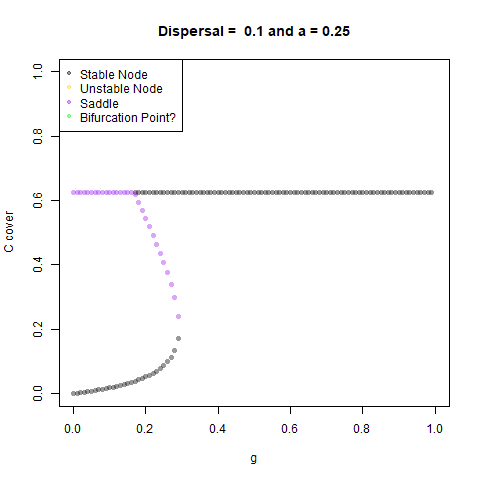 Dispersal =  0.1 and a = 0.25
Stable Node
Unstable Node
Saddle
Bifurcation Point?
C cover
1.0
0.8
0.6
0.4
0.2
0.0
0.0 0.2 0.4 0.6 0.8 1.0
g